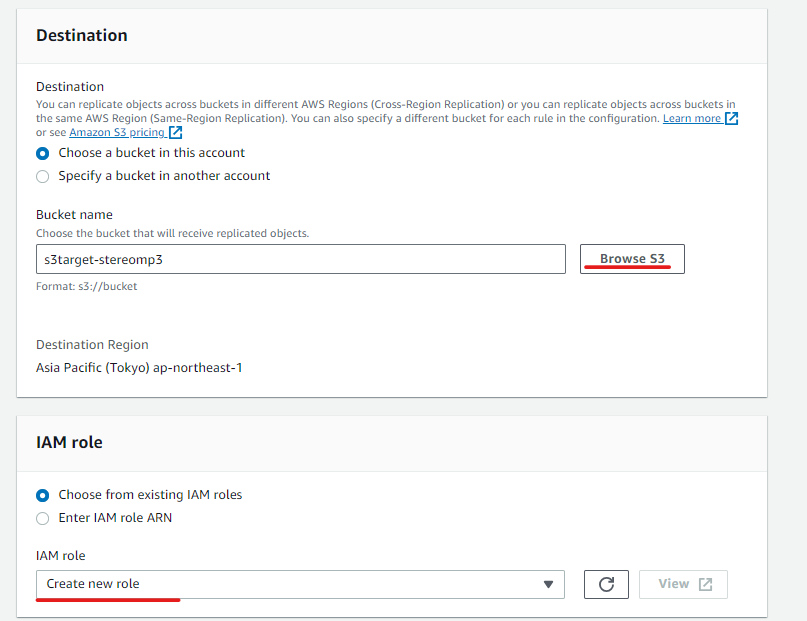 Destination
Destination
You can replicate objects across buckets in different AWS Regions (Cross-Region Replication) or you can replicate objects across buckets in
the same AWS Region (Same-Region Replication). You can also specify a different bucket for each rule in the configuration. Learn more
or see Amazon S3 pricing
Choose a bucket in this account
Specify a bucket in another account
Bucket name
Choose the bucket that will receive replicated objects.
s3target-stereomp3
Browse S3
Format: s3://bucket
Destination Region
Asia Pacific (Tokyo) ap-northeast-1
IAM role
Choose from existing IAM roles
Enter IAM role ARN
IAM role
Create new role
View